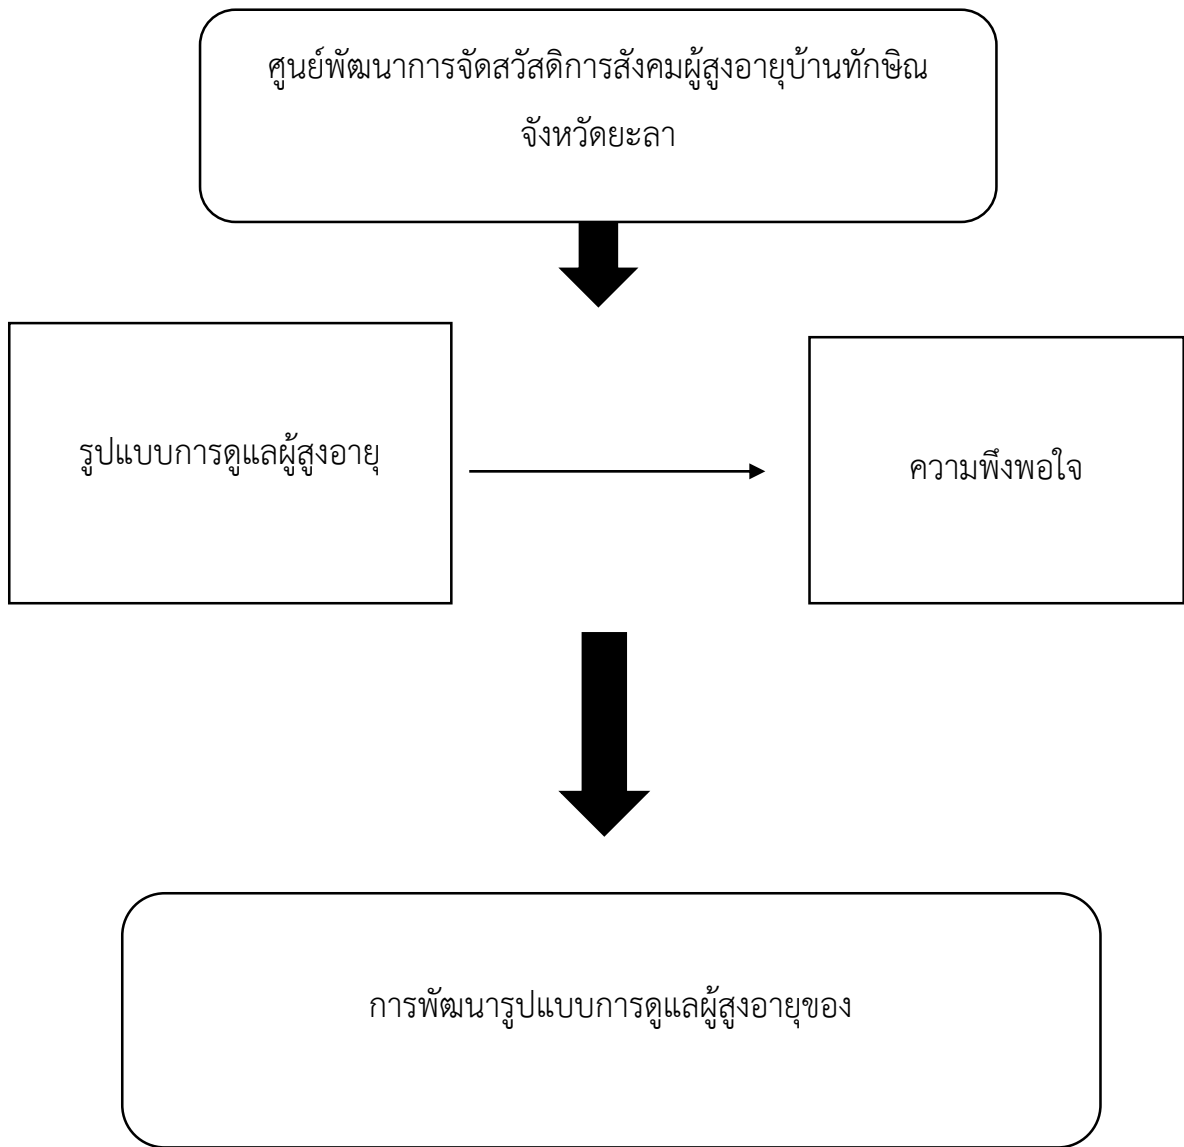 ศูนย์พัฒนาการจัดสวัสดิการสังคมผู้สูงอายุบ้านทักษิณ
จังหวัดยะลา
รูปแบบการดูแลผู้สูงอายุ
ความพึงพอใจ
การพัฒนารูปแบบการดูแลผู้สูงอายุของ